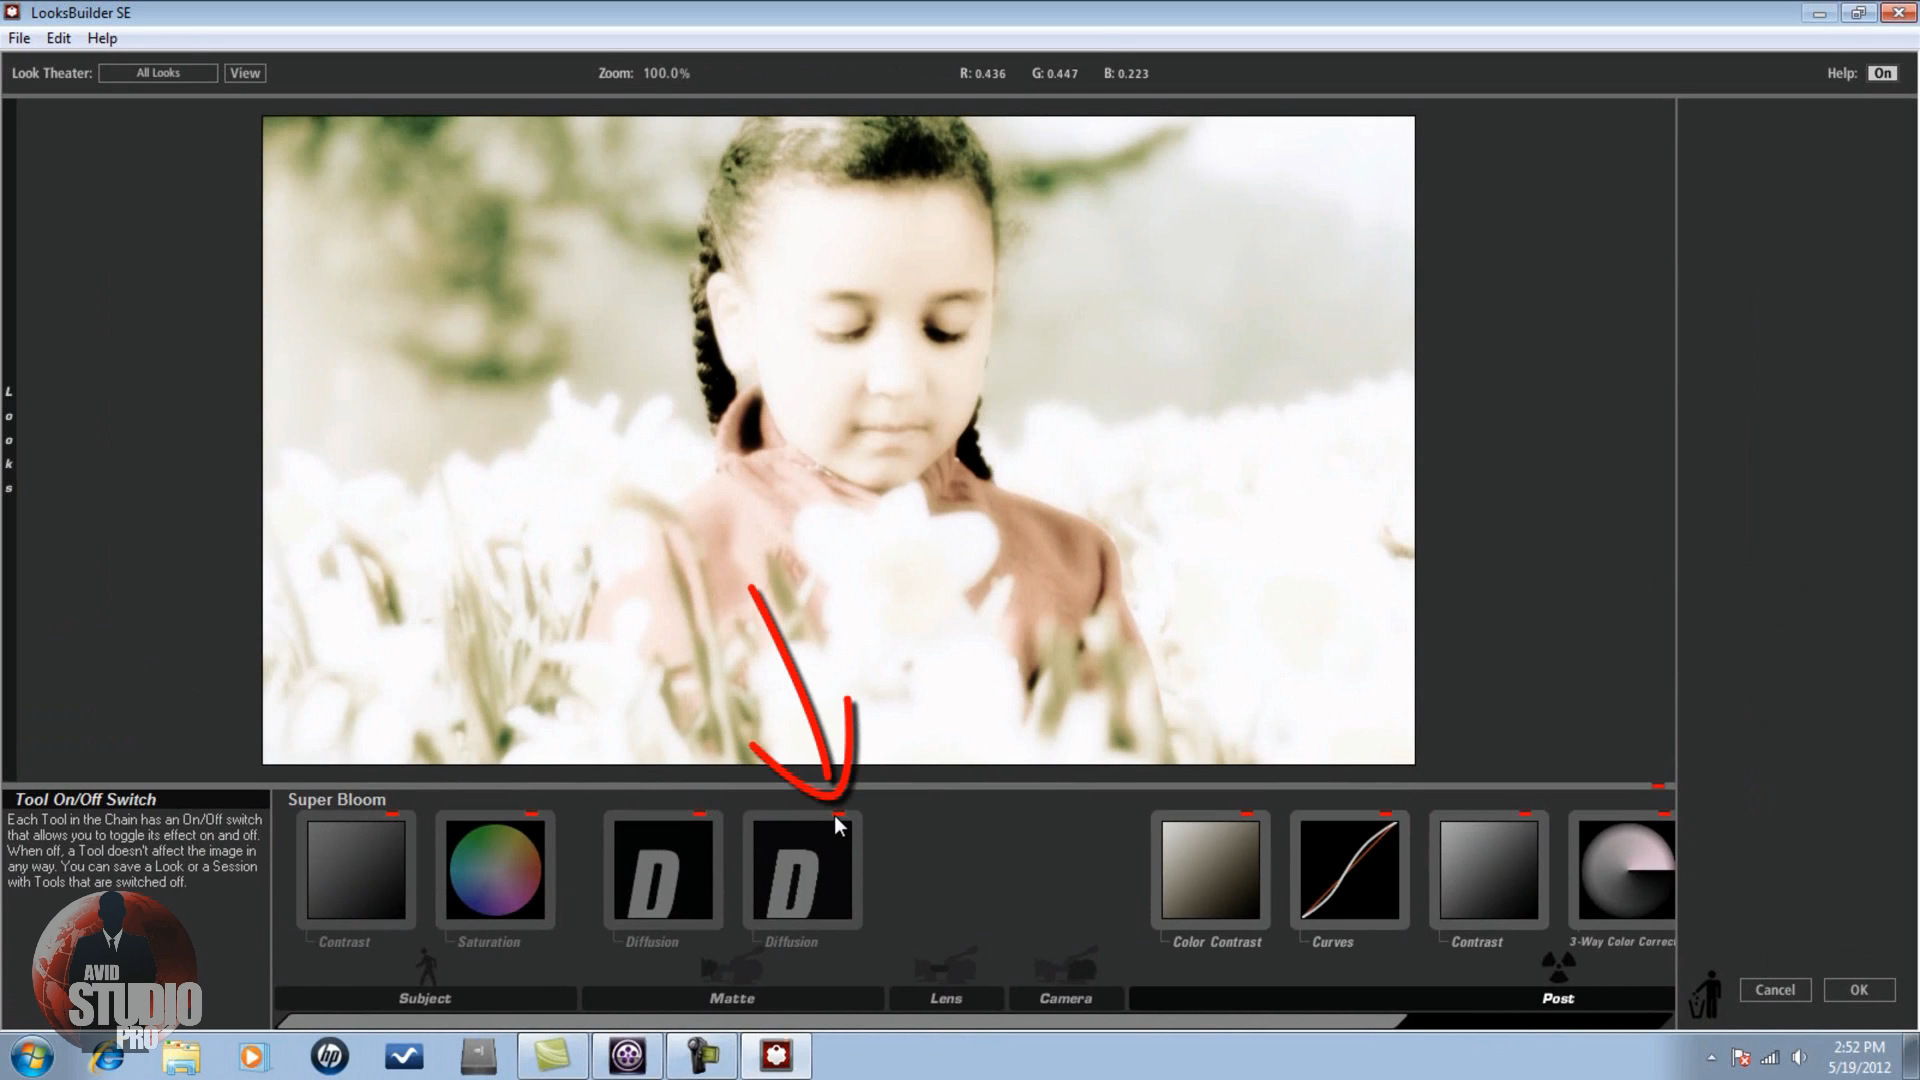 LooksBuilder SE
File Edit Help
Look Theater: All Looks View Zoom: 100.0% R: 0.436 G: 0.447 B: 0.223 Help: On
Looks
Tool On/Off Switch
Each Tool in the Chain has an On/Off switch
that allows you to toggle its effect on and off.
When off, a Tool doesn't affect the image in
any way. You can save a Look or a Session
with Tools that are switched off.
Super Bloom
D D
Contrast Saturation Diffusion Diffusion Color Contrast Curves Contrast 3-Way Color Correc
Subject Matte Lens Camera Post
Cancel OK
AVID
STUDIO
PRO
hp
2:52 PM
5/19/2012